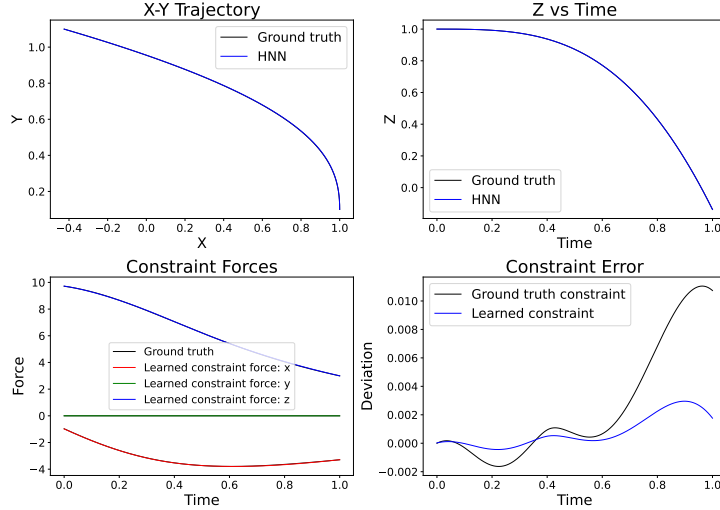 X-Y Trajectory
Y
1.0
0.8
0.6
0.4
0.2
Ground truth
HNN
−0.4 −0.2 0.0 0.2 0.4 0.6 0.8 1.0
X
Z vs Time
Z
1.0
0.8
0.6
0.4
0.2
0.0
Ground truth
HNN
0.0 0.2 0.4 0.6 0.8 1.0
Time
Constraint Forces
Force
10
8
6
4
2
0
−2
−4
Ground truth
Learned constraint force: x
Learned constraint force: y
Learned constraint force: z
0.0 0.2 0.4 0.6 0.8 1.0
Time
Constraint Error
Deviation
0.010
0.008
0.006
0.004
0.002
0.000
−0.002
Ground truth constraint
Learned constraint
0.0 0.2 0.4 0.6 0.8 1.0
Time